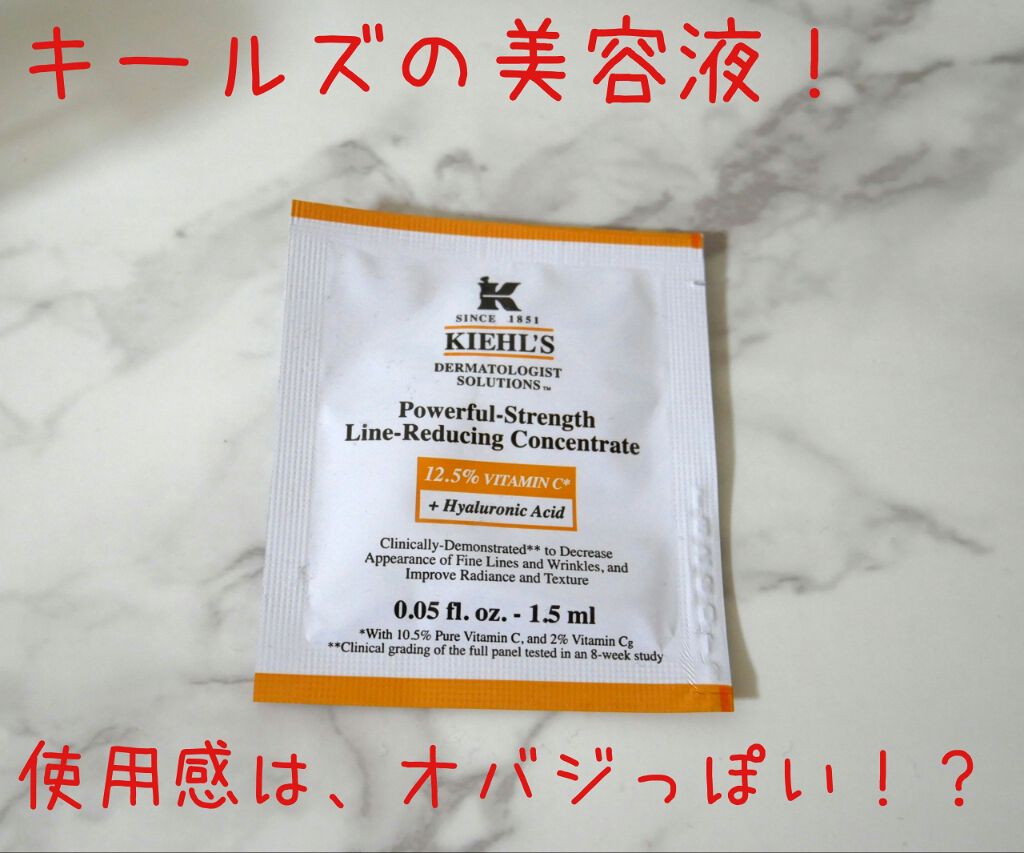 キールズの美容液！
SINCE 1851
KIEHL'S
DERMATOLOGIST
SOLUTIONS™
Powerful-Strength
Line-Reducing Concentrate
12.5% VITAMIN C*
+ Hyaluronic Acid
Clinically-Demonstrated** to Decrease
Appearance of Fine Lines and Wrinkles, and
Improve Radiance and Texture
0.05 fl. oz. - 1.5 ml
*With 10.5% Pure Vitamin C, and 2% Vitamin Cg
**Clinical grading of the full panel tested in an 8-week study
使用感は、オバジっぽい！？